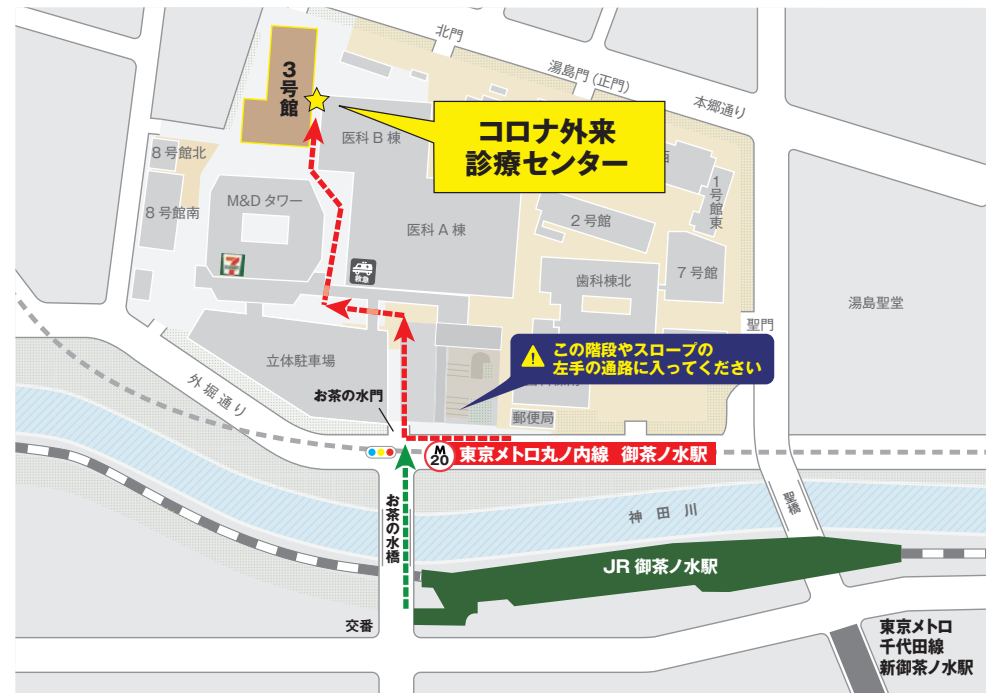 北門
湯島門（正門）
本郷通り
3号館
コロナ外来
診療センター
医科B棟
8号館北
M&Dタワー
8号館南
医科A棟
西
1号館東
2号館
7号館
歯科棟北
救急
7
湯島聖堂
聖門
この階段やスロープの
左手の通路に入ってください
立体駐車場
外堀通り
お茶の水門
郵便局
M
20
東京メトロ丸ノ内線 御茶ノ水駅
お茶の水橋
神田川
聖橋
JR 御茶ノ水駅
交番
東京メトロ
千代田線
新御茶ノ水駅